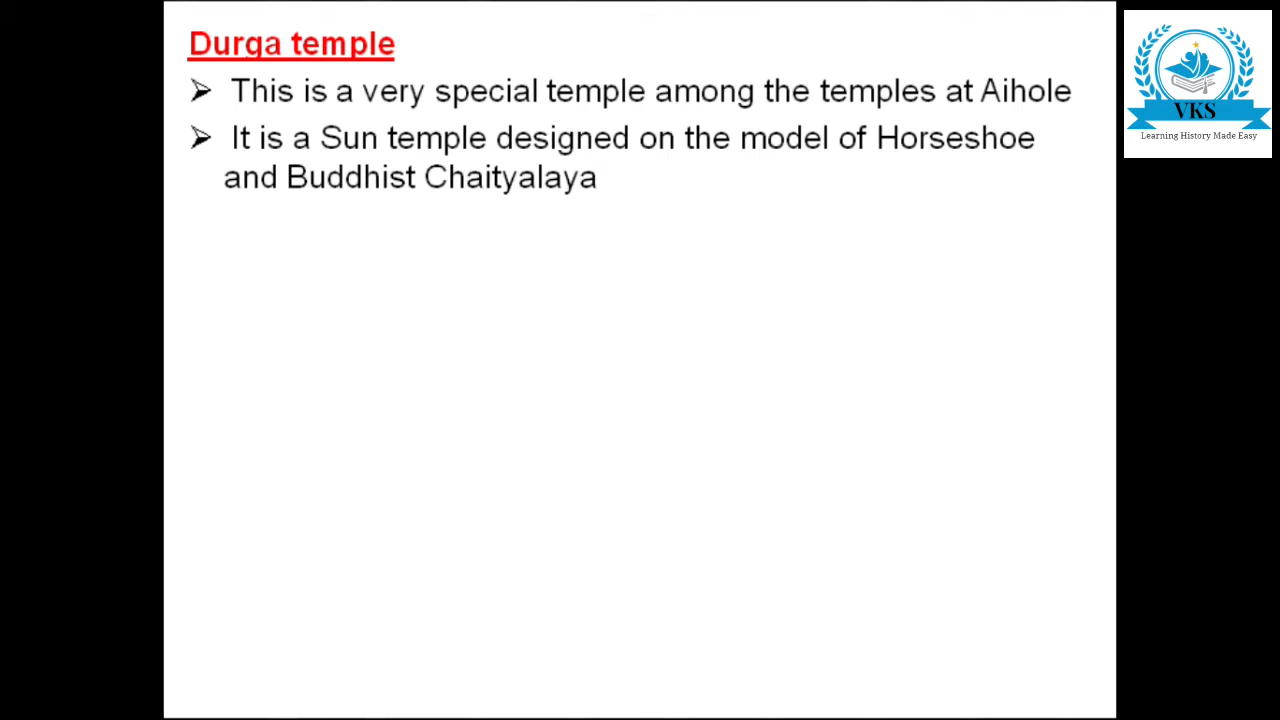 Durga temple
➢ This is a very special temple among the temples at Aihole
➢ It is a Sun temple designed on the model of Horseshoe
and Buddhist Chaityalaya
VKS
Learning History Made Easy